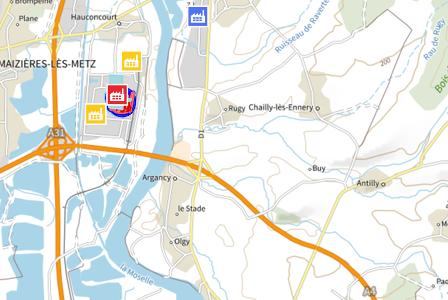 Brompeine
Hauconcourt
Plane
Ruisseau de Raverte
MAIZIÈRES-LÈS-METZ
200
Rugy
Chailly-lès-Ennery
D1
A31
Buy
Argancy
Antilly
le Stade
Olgy
la Moselle
A4